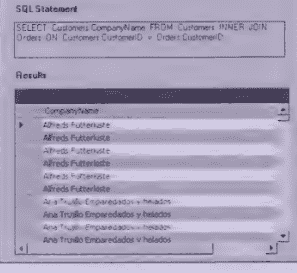 SQL Statement
SELECT Customers.CompanyName FROM Customers INNER JOIN
Orders ON Customers.CustomerID = Orders.CustomerID
Results
CompanyName
Alfreds Futterkiste
Alfreds Futterkiste
Alfreds Futterkiste
Alfreds Futterkiste
Alfreds Futterkiste
Alfreds Futterkiste
Ana Trujillo Emparedados y helados
Ana Trujillo Emparedados y helados
Ana Trujillo Emparedados y helados
Ana Trujillo Emparedados y helados